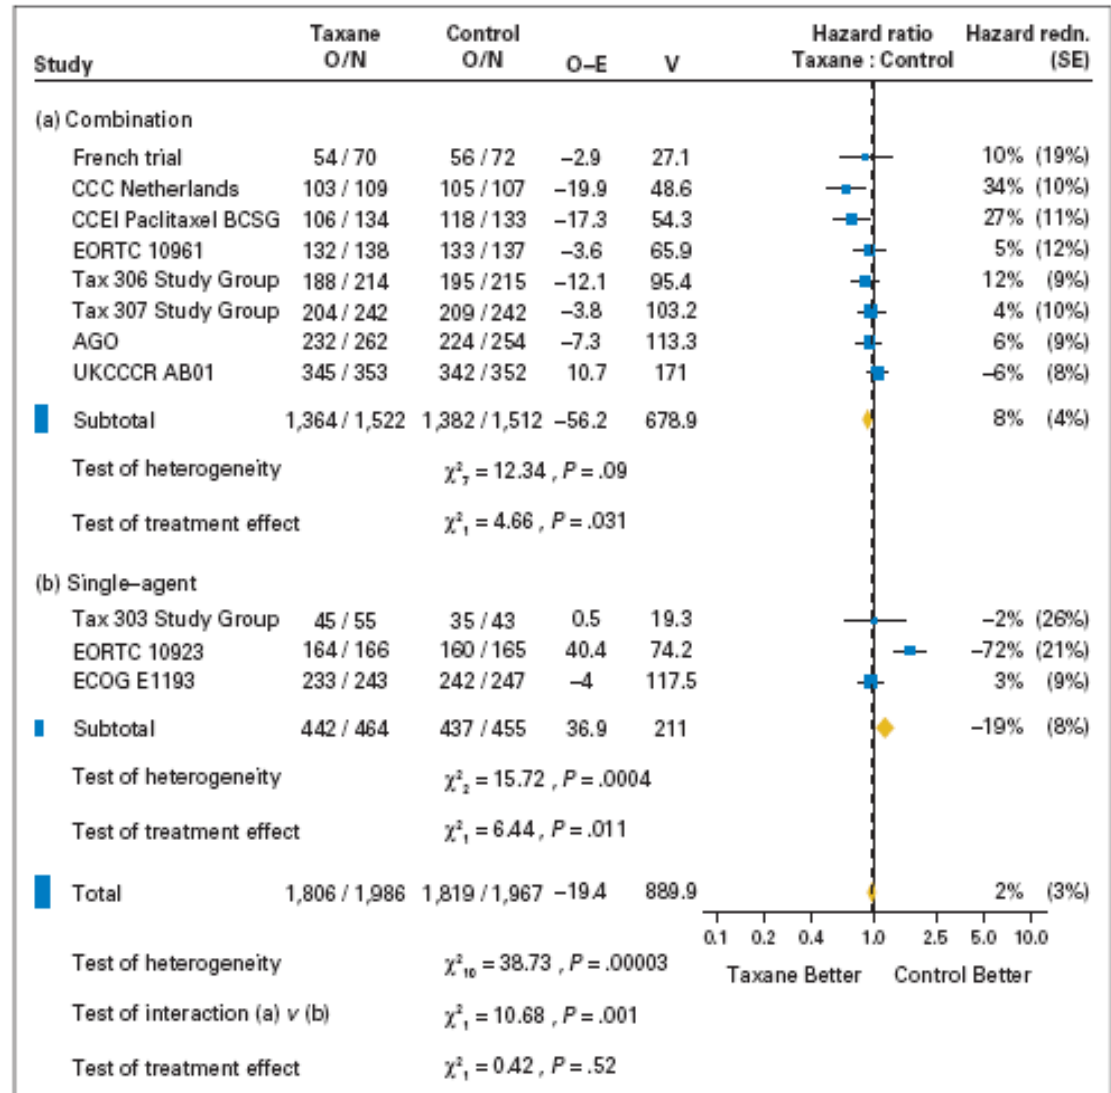 Taxane Control Hazard ratio Hazard redn.
Study O/N O/N O–E V Taxane : Control (SE)
(a) Combination
French trial 54 / 70 56 / 72 –2.9 27.1 10% (19%)
CCC Netherlands 103 / 109 105 / 107 –19.9 48.6 34% (10%)
CCEI Paclitaxel BCSG 106 / 134 118 / 133 –17.3 54.3 27% (11%)
EORTC 10961 132 / 138 133 / 137 –3.6 65.9 5% (12%)
Tax 306 Study Group 188 / 214 195 / 215 –12.1 95.4 12% (9%)
Tax 307 Study Group 204 / 242 209 / 242 –3.8 103.2 4% (10%)
AGO 232 / 262 224 / 254 –7.3 113.3 6% (9%)
UKCCCR AB01 345 / 353 342 / 352 10.7 171 –6% (8%)
Subtotal 1,364 / 1,522 1,382 / 1,512 –56.2 678.9 8% (4%)
Test of heterogeneity χ²₇ = 12.34 , P = .09
Test of treatment effect χ²₁ = 4.66 , P = .031
(b) Single–agent
Tax 303 Study Group 45 / 55 35 / 43 0.5 19.3 –2% (26%)
EORTC 10923 164 / 166 160 / 165 40.4 74.2 –72% (21%)
ECOG E1193 233 / 243 242 / 247 –4 117.5 3% (9%)
Subtotal 442 / 464 437 / 455 36.9 211 –19% (8%)
Test of heterogeneity χ²₂ = 15.72 , P = .0004
Test of treatment effect χ²₁ = 6.44 , P = .011
Total 1,806 / 1,986 1,819 / 1,967 –19.4 889.9 2% (3%)
0.1 0.2 0.4 1.0 2.5 5.0 10.0
Test of heterogeneity χ²₁₀ = 38.73 , P = .00003
Taxane Better Control Better
Test of interaction (a) v (b) χ²₁ = 10.68 , P = .001
Test of treatment effect χ²₁ = 0.42 , P = .52